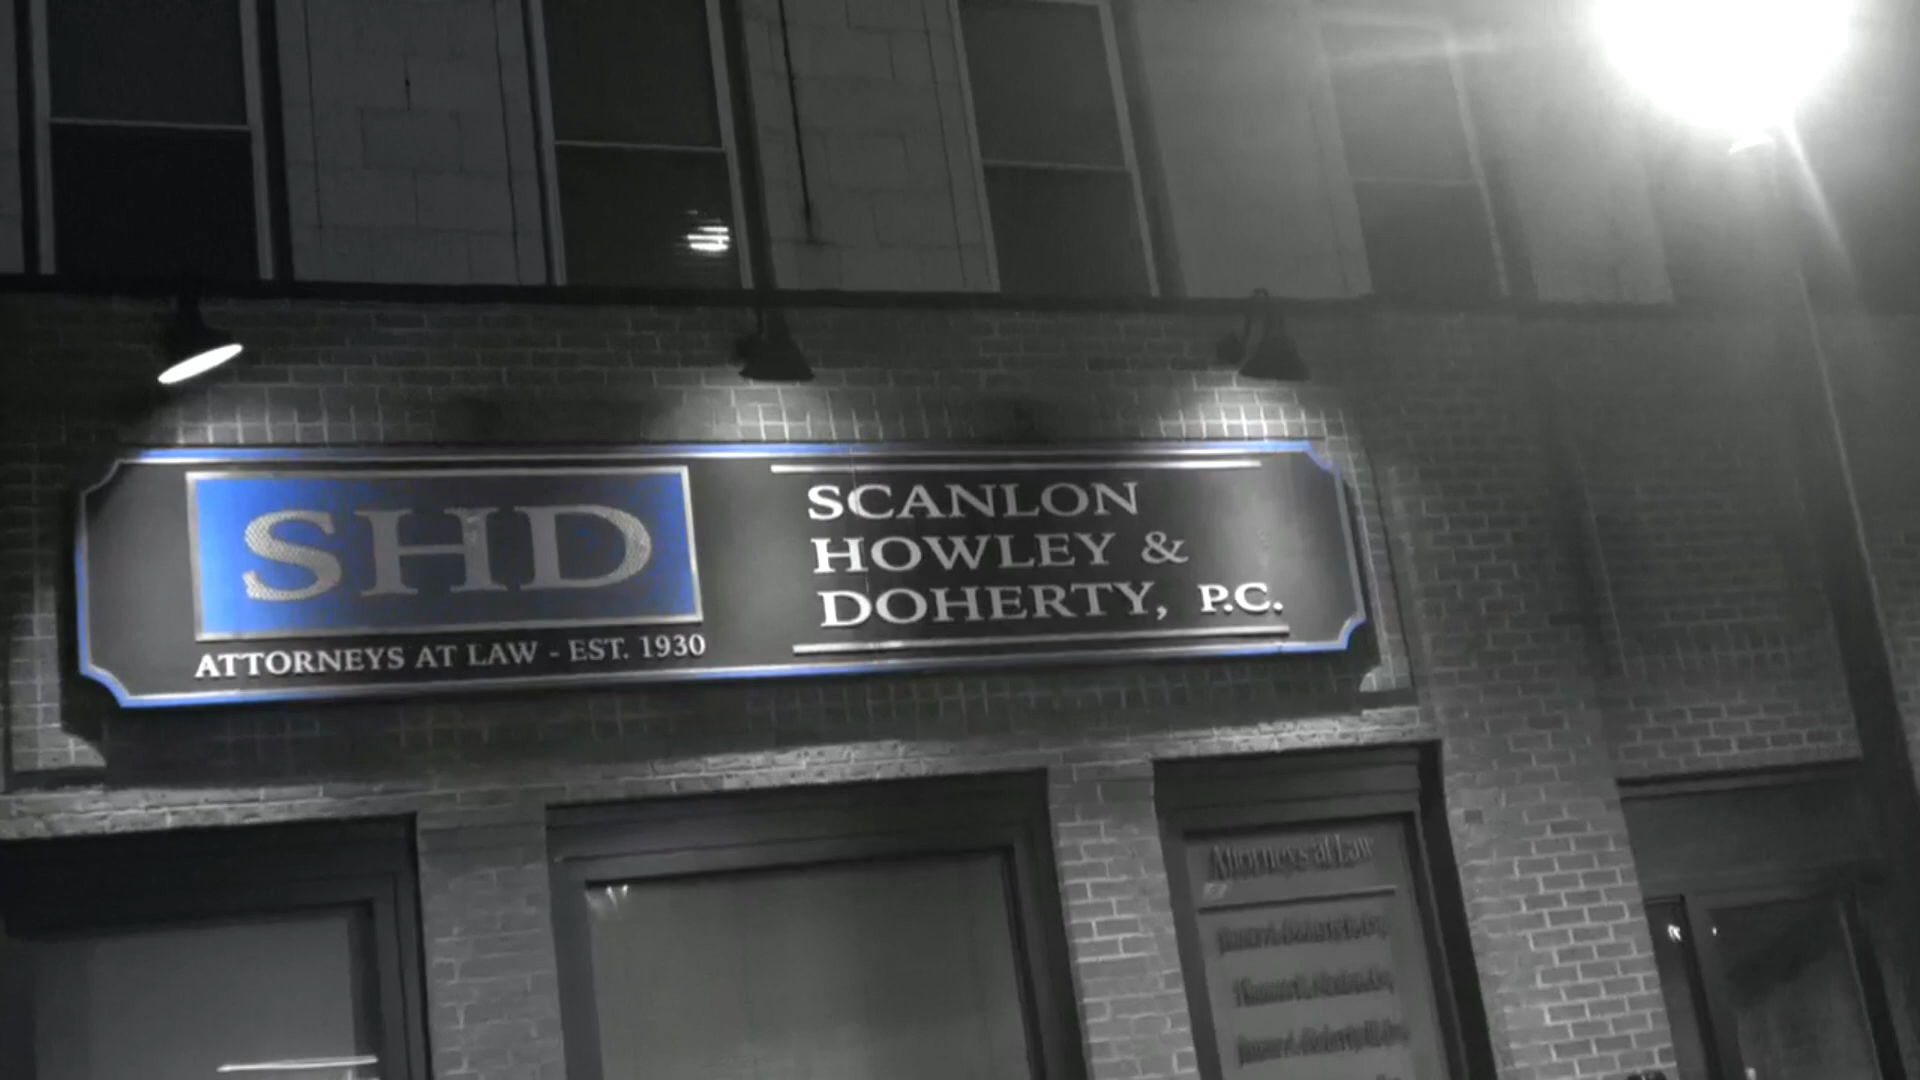 SHD
ATTORNEYS AT LAW - EST. 1930
SCANLON
HOWLEY &
DOHERTY, P.C.
Attorneys at Law